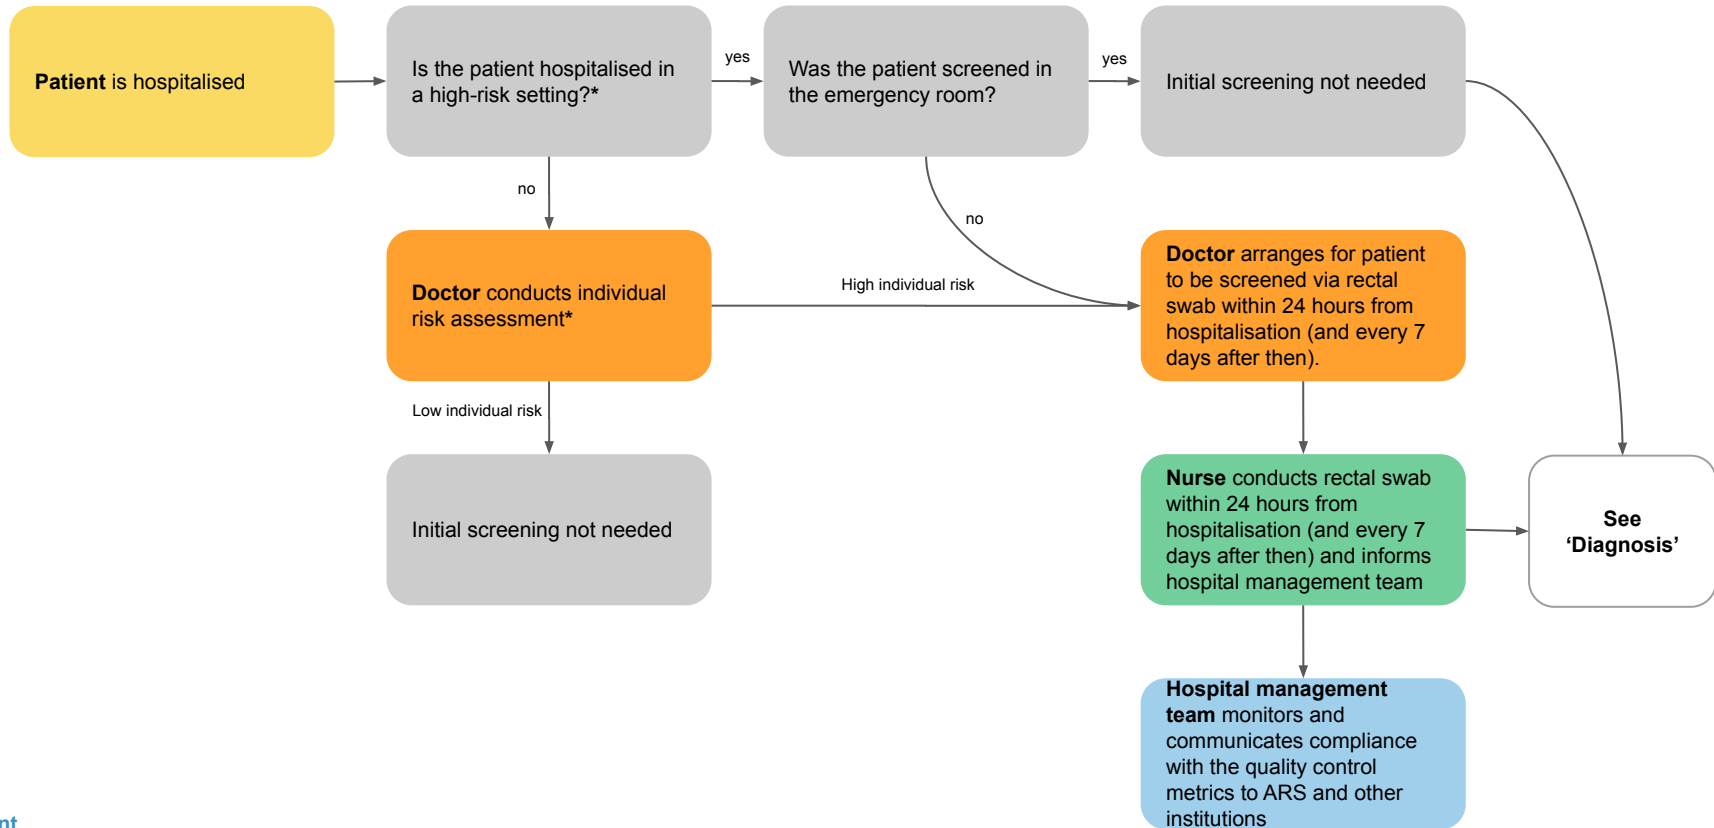 Patient is hospitalised
Is the patient hospitalised in
a high-risk setting?*
yes
Was the patient screened in
the emergency room?
yes
Initial screening not needed
no
no
Doctor conducts individual
risk assessment*
High individual risk
Doctor arranges for patient
to be screened via rectal
swab within 24 hours from
hospitalisation (and every 7
days after then).
Low individual risk
Initial screening not needed
Nurse conducts rectal swab
within 24 hours from
hospitalisation (and every 7
days after then) and informs
hospital management team
See
‘Diagnosis’
Hospital management
team monitors and
communicates compliance
with the quality control
metrics to ARS and other
institutions
nt